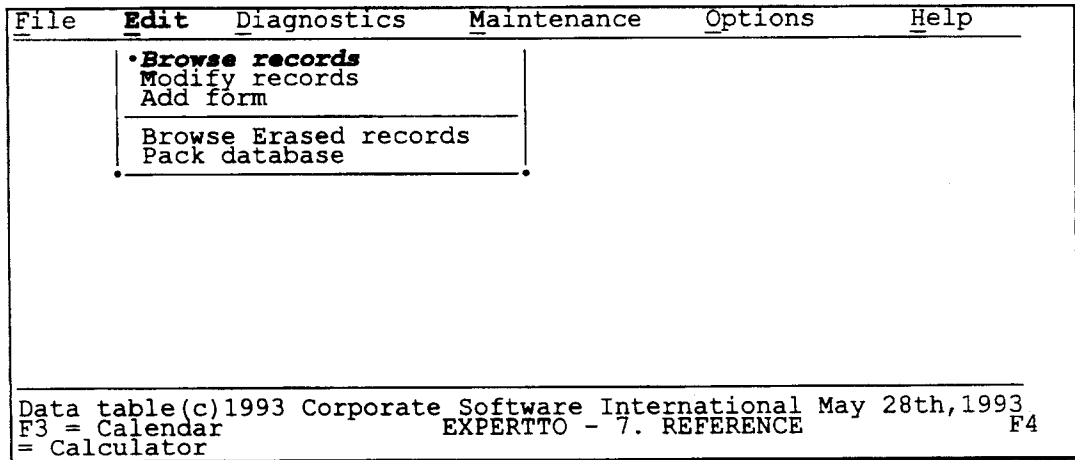 File Edit Diagnostics Maintenance Options Help
•Browse records
Modify records
Add form
Browse Erased records
Pack database
Data table(c)1993 Corporate Software International May 28th,1993
F3 = Calendar EXPERTTO - 7. REFERENCE F4
= Calculator